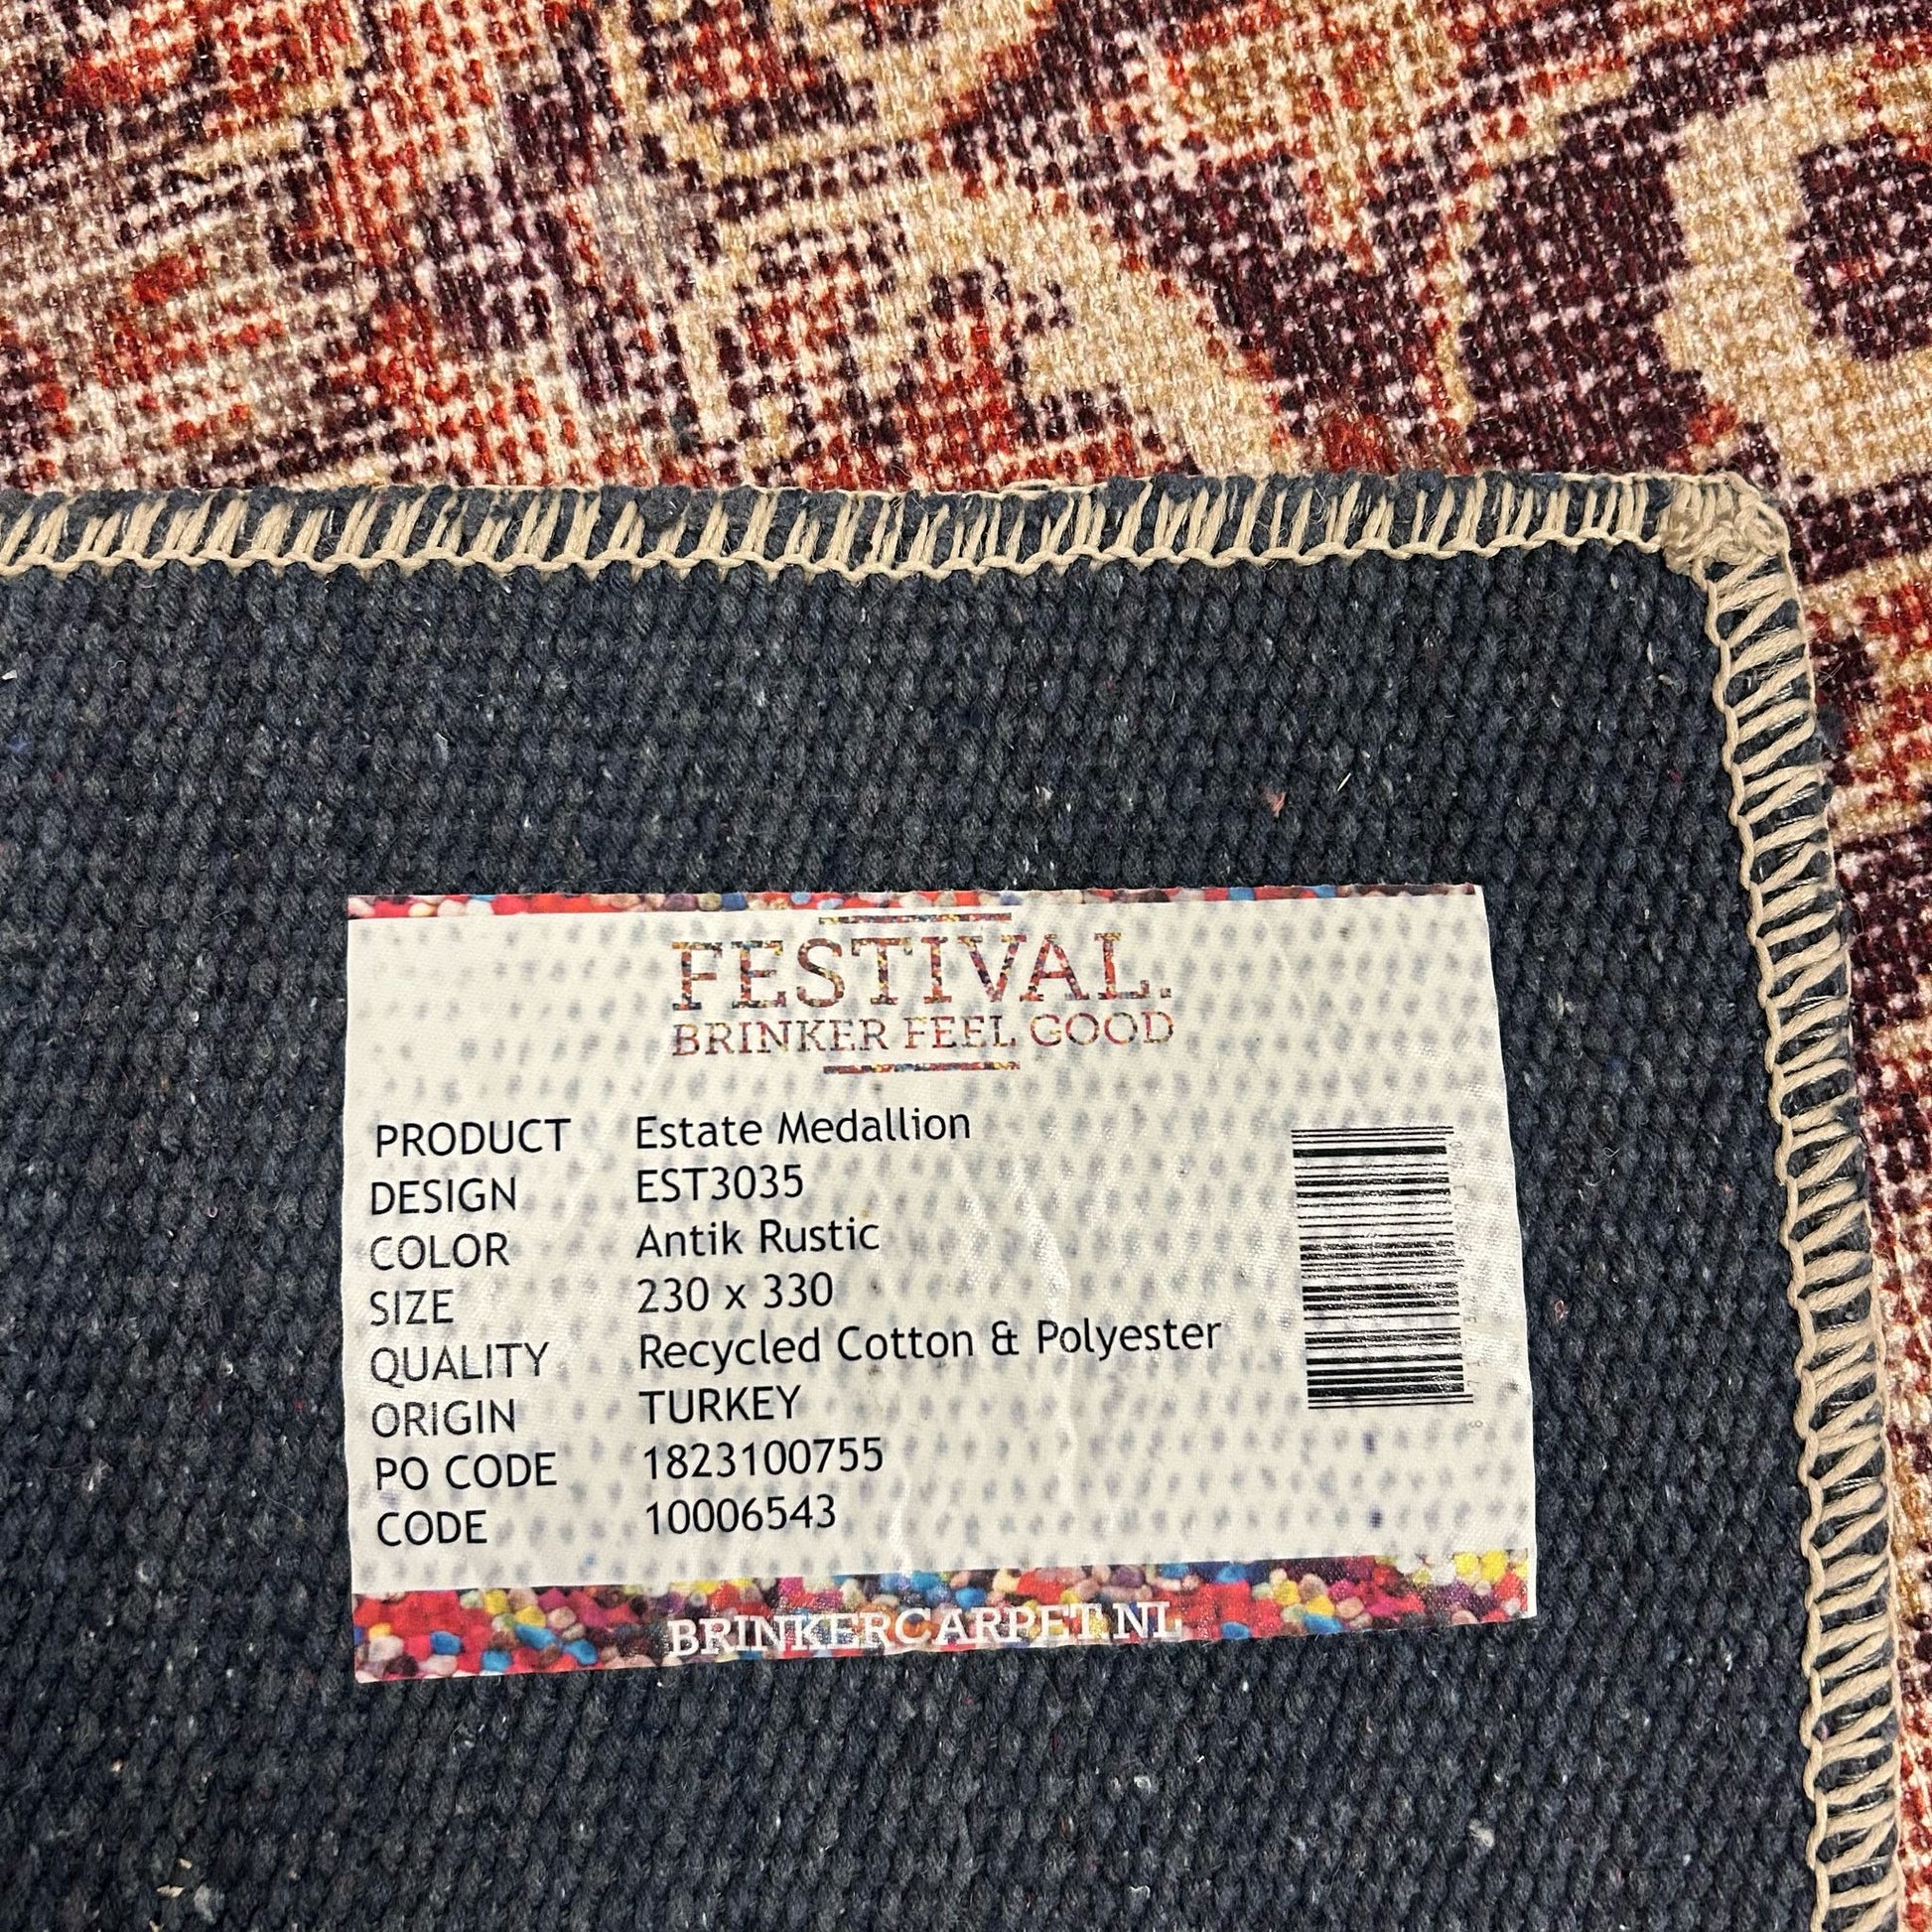 FESTIVAL.
BRINKER FEEL GOOD
PRODUCT Estate Medallion
DESIGN EST3035
COLOR Antik Rustic
SIZE 230 x 330
QUALITY Recycled Cotton & Polyester
ORIGIN TURKEY
PO CODE 1823100755
CODE 10006543
BRINKERCARPET.NL